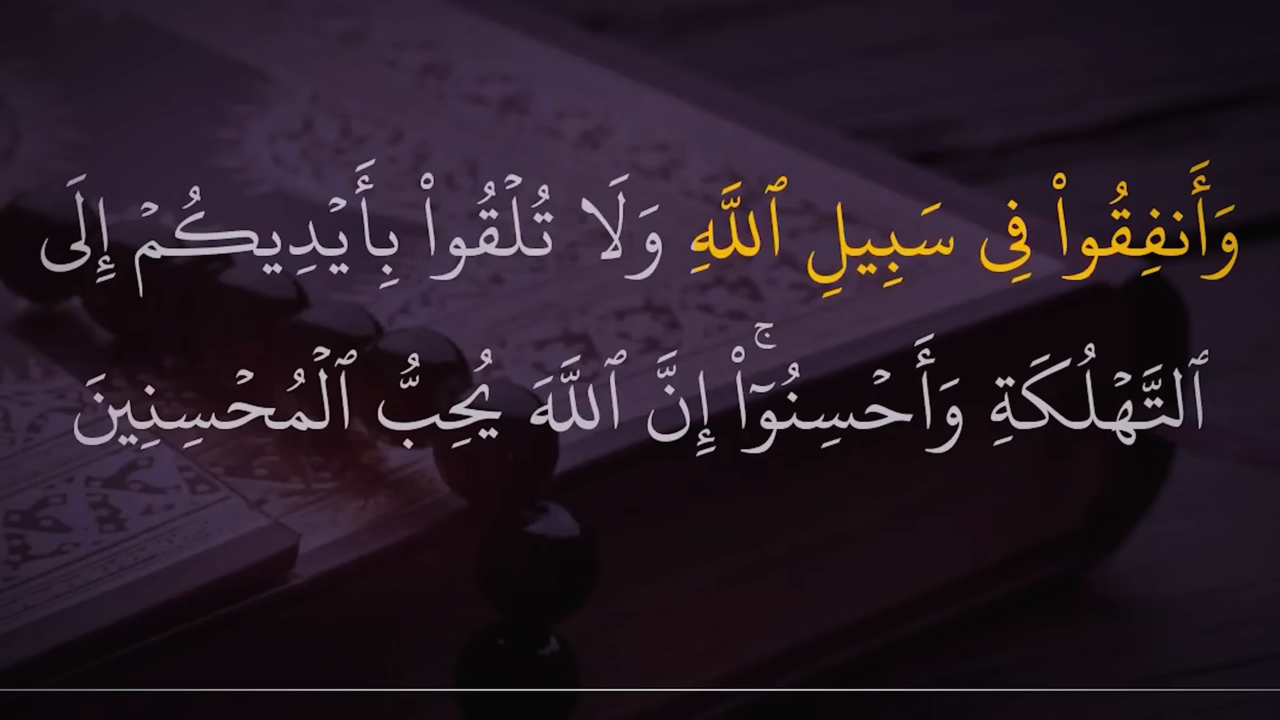 وَأَنفِقُوا۟ فِى سَبِيلِ ٱللَّهِ وَلَا تُلْقُوا۟ بِأَيْدِيكُمْ إِلَى
ٱلتَّهْلُكَةِ وَأَحْسِنُوٓا۟ ۚ إِنَّ ٱللَّهَ يُحِبُّ ٱلْمُحْسِنِينَ